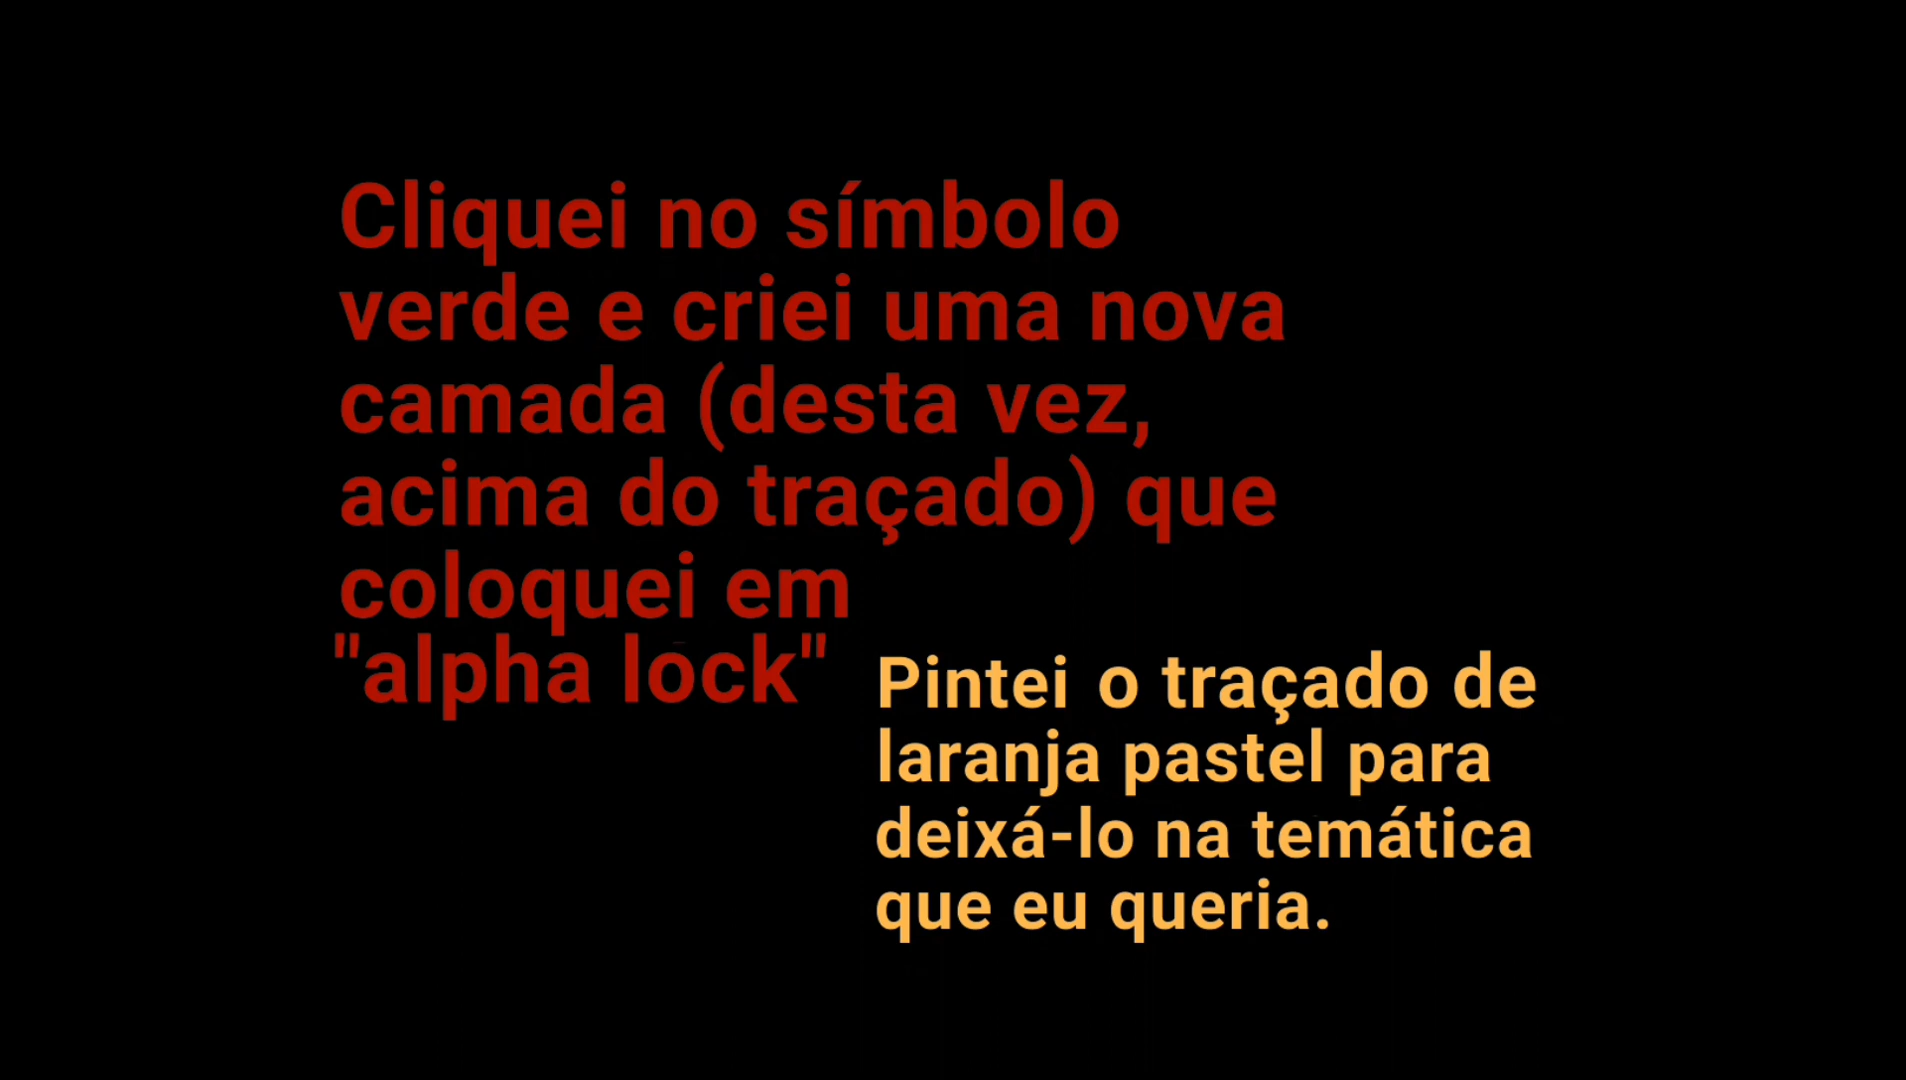 Cliquei no símbolo
verde e criei uma nova
camada (desta vez,
acima do traçado) que
coloquei em
"alpha lock"
Pintei o traçado de
laranja pastel para
deixá-lo na temática
que eu queria.